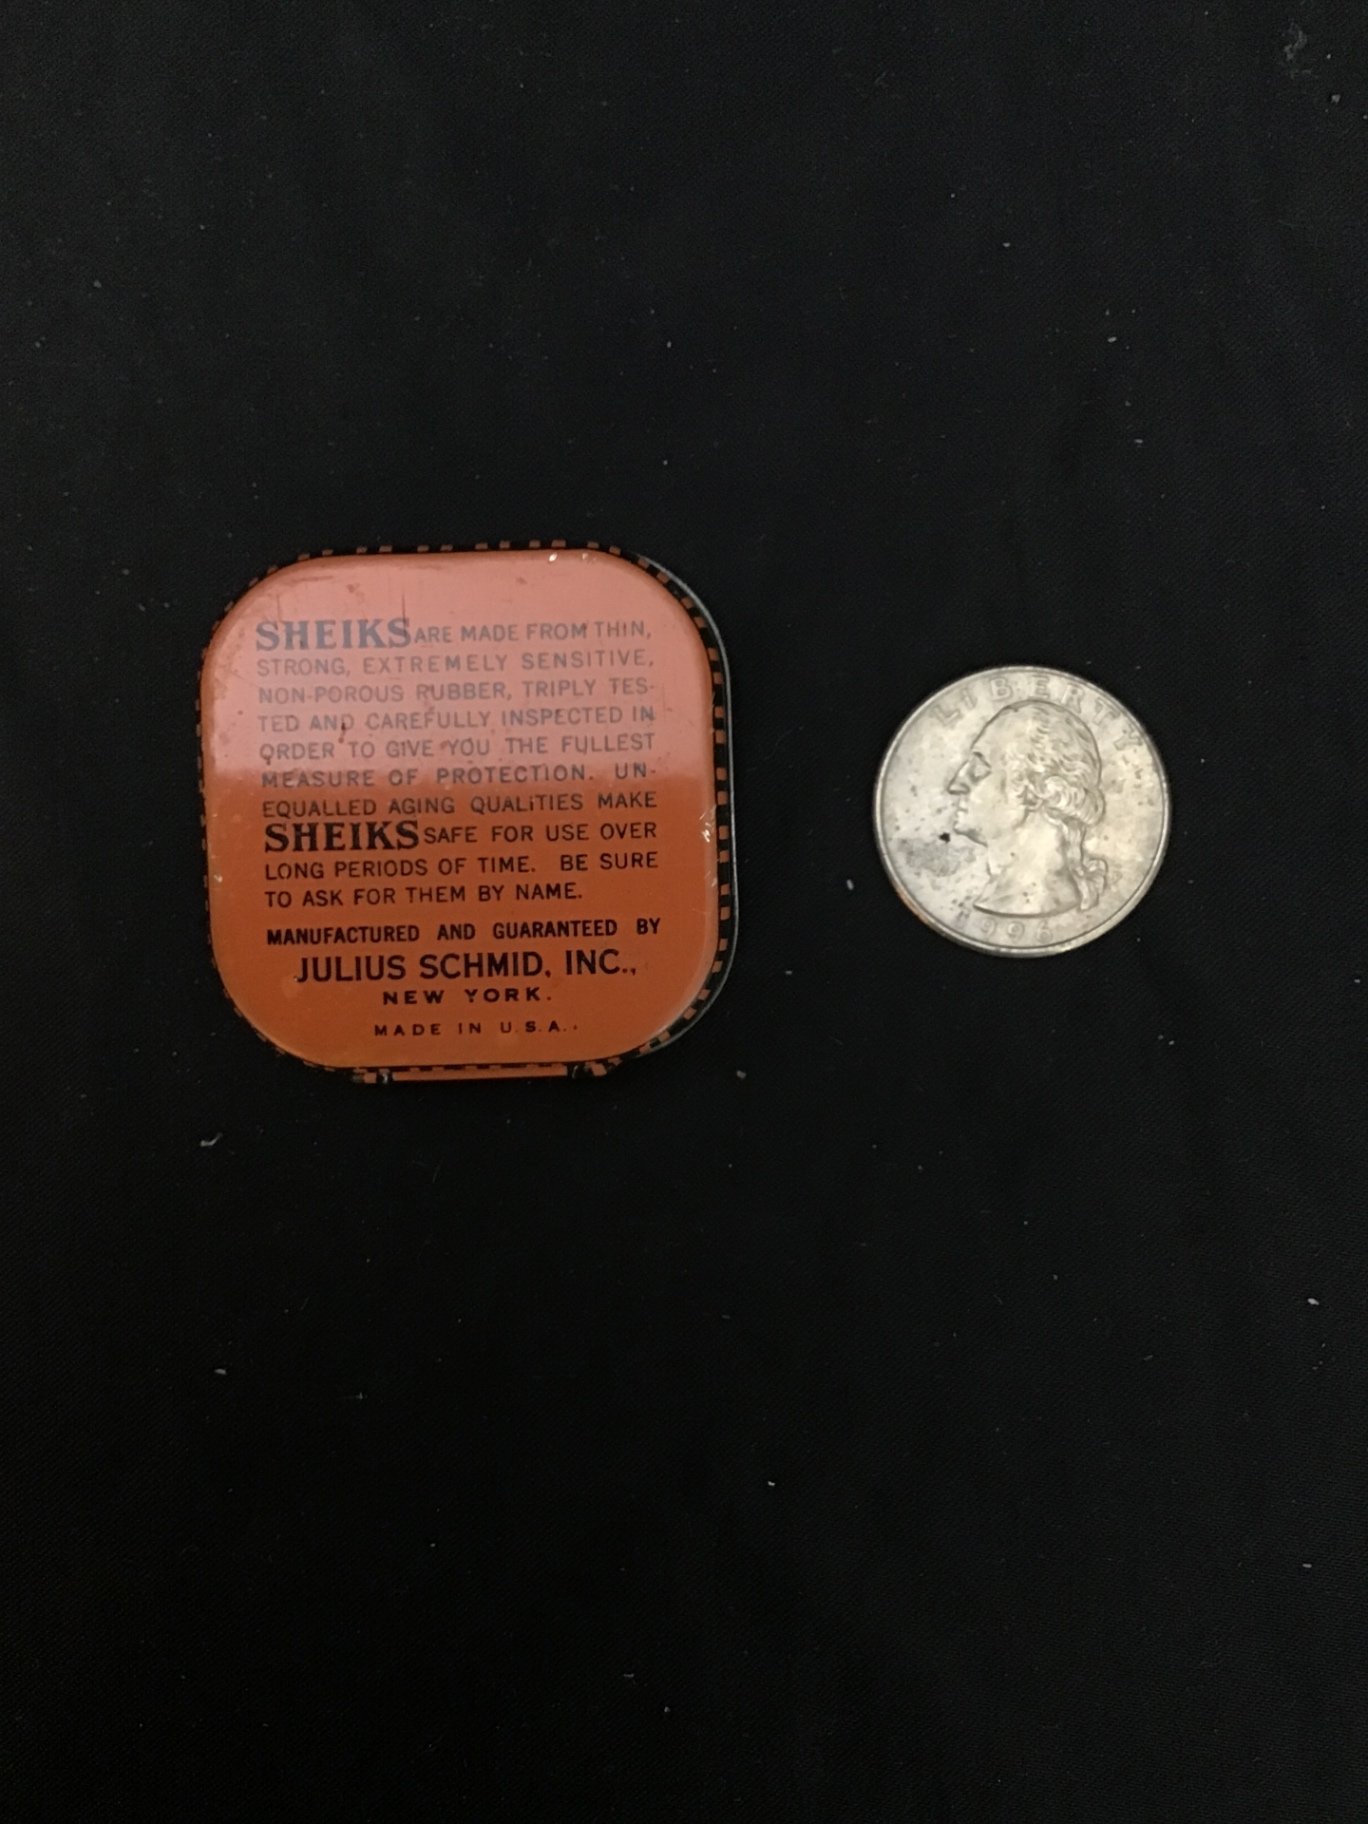 SHEIKS ARE MADE FROM THIN,
STRONG, EXTREMELY SENSITIVE,
NON-POROUS RUBBER, TRIPLY TES-
TED AND CAREFULLY INSPECTED IN
ORDER TO GIVE YOU THE FULLEST
MEASURE OF PROTECTION. UN-
EQUALLED AGING QUALITIES MAKE
SHEIKS SAFE FOR USE OVER
LONG PERIODS OF TIME. BE SURE
TO ASK FOR THEM BY NAME.
MANUFACTURED AND GUARANTEED BY
JULIUS SCHMID, INC.,
NEW YORK.
MADE IN U.S.A.
LIBERTY
1996